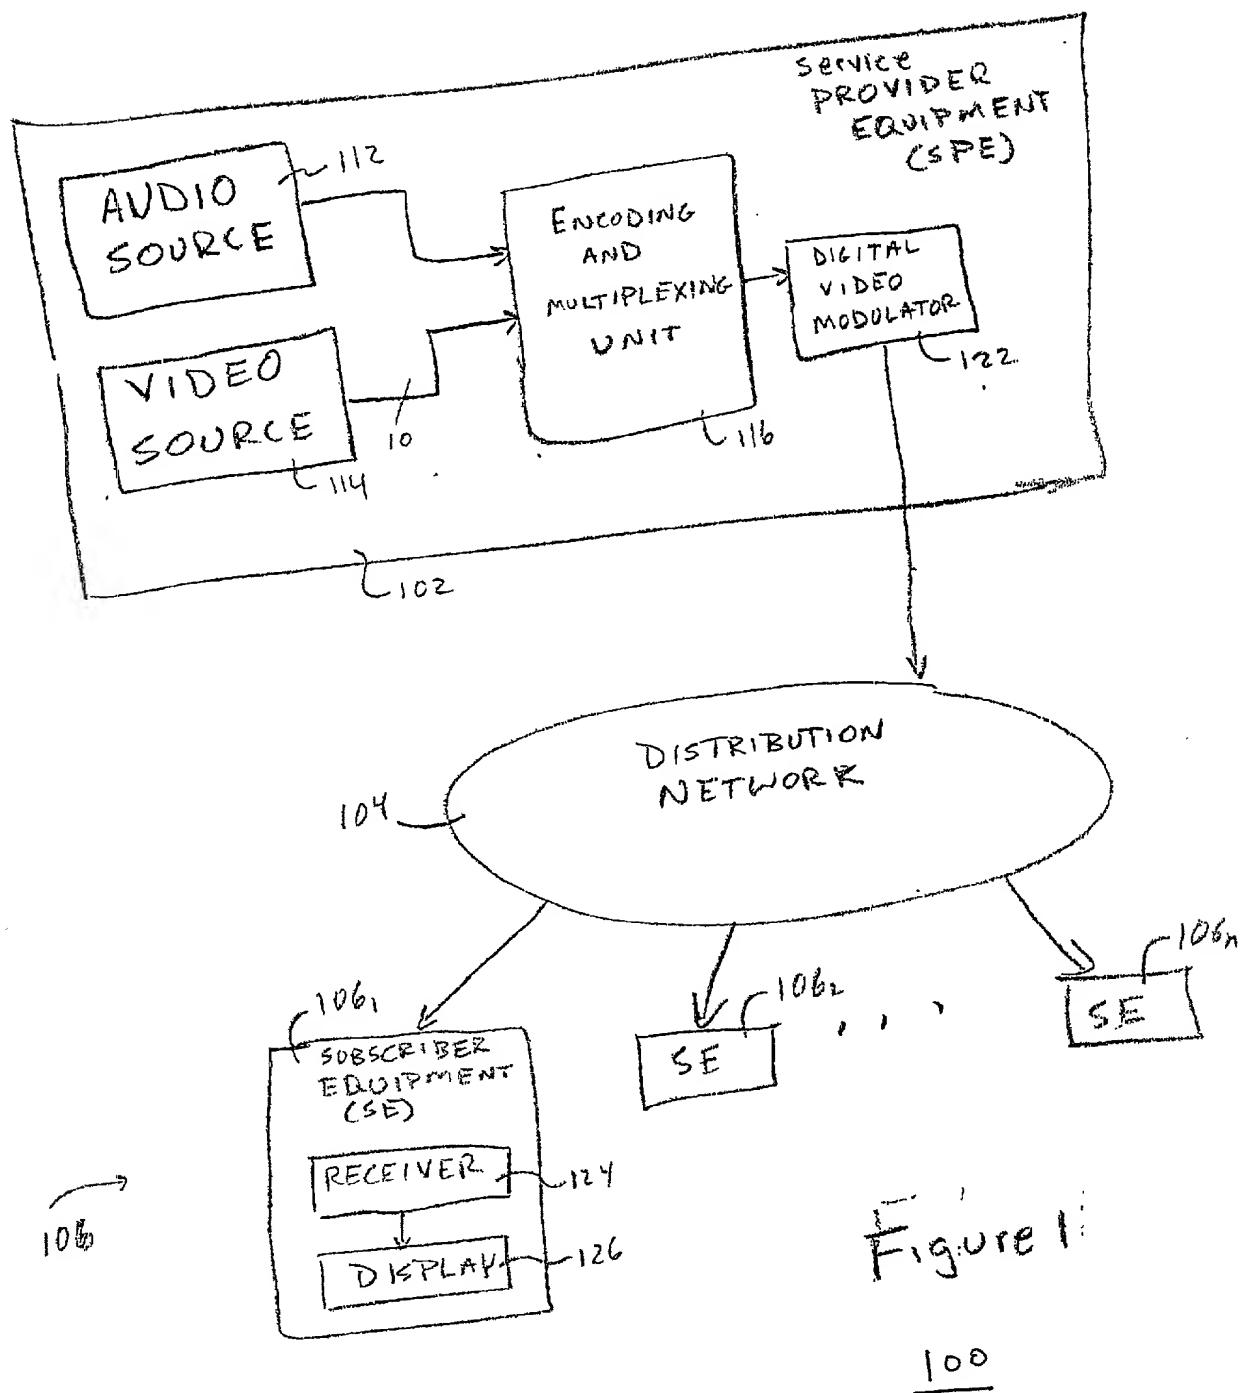 Service
PROVIDER
EQUIPMENT
(SPE)
112
AUDIO
SOURCE
ENCODING
AND
MULTIPLEXING
UNIT
DIGITAL
VIDEO
MODULATOR
122
VIDEO
SOURCE
10
116
114
102
DISTRIBUTION
NETWORK
104
106n
SE
106₂
SE
106₁
SUBSCRIBER
EQUIPMENT
(SE)
RECEIVER
124
DISPLAY
126
106
Figure 1
100